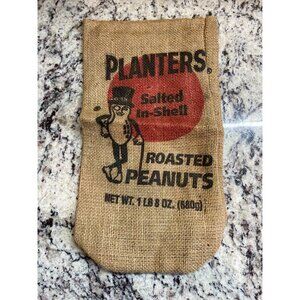 PLANTERS®
Salted
In-Shell
ROASTED
PEANUTS
NET WT. 1 LB 8 OZ. (680g)